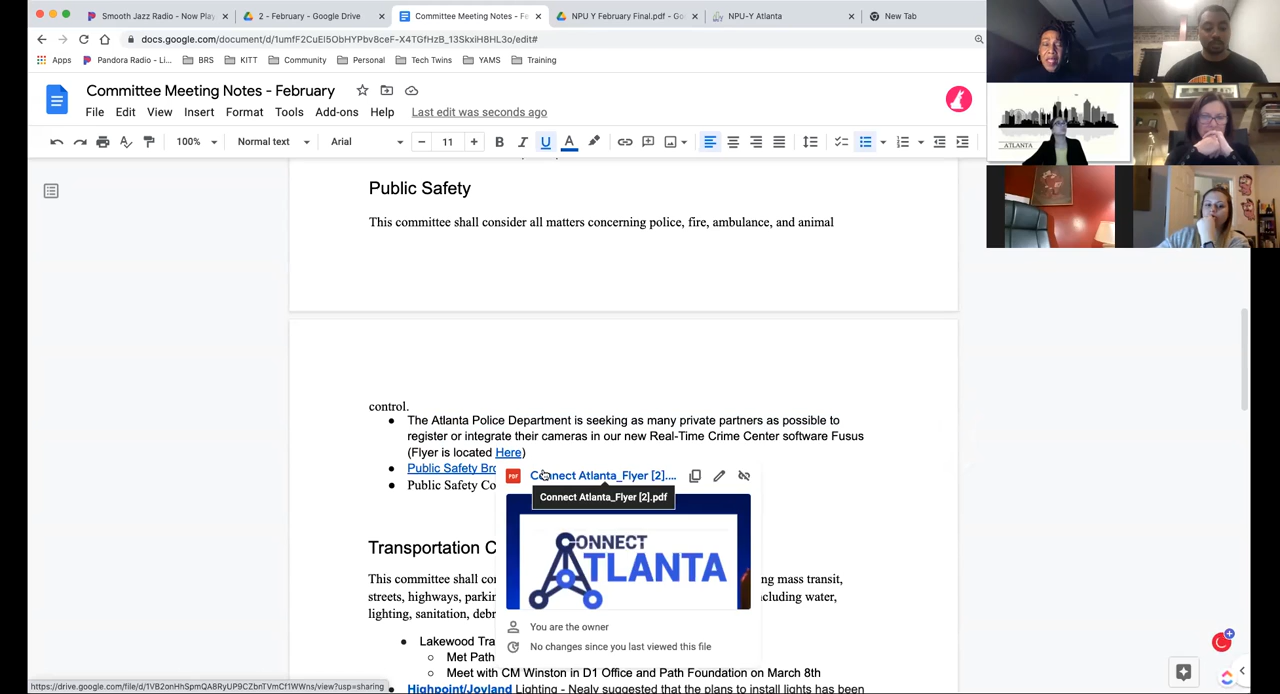 Smooth Jazz Radio - Now Play
2 - February - Google Drive
Committee Meeting Notes - Fe
NPU Y February Final.pdf - Go
NPU-Y Atlanta
New Tab
docs.google.com/document/d/1umfF2CuEl5ObHYPbv8ceF-X4TGfHzB_13SkxiH8HL3o/edit#
Apps
Pandora Radio - Li...
BRS
KITT
Community
Personal
Tech Twins
YAMS
Training
Committee Meeting Notes - February
File Edit View Insert Format Tools Add-ons Help Last edit was seconds ago
100% Normal text Arial 11 B I U A
ATLANTA
Public Safety
This committee shall consider all matters concerning police, fire, ambulance, and animal
control.
The Atlanta Police Department is seeking as many private partners as possible to
register or integrate their cameras in our new Real-Time Crime Center software Fusus
(Flyer is located Here)
Public Safety Bro
Public Safety Co
PDF Connect Atlanta_Flyer [2]....
Connect Atlanta_Flyer [2].pdf
CONNECT
ATLANTA
You are the owner
No changes since you last viewed this file
Transportation C
This committee shall con
ng mass transit,
streets, highways, parkin
ncluding water,
lighting, sanitation, debr
Lakewood Tra
Met Path
Meet with CM Winston in D1 Office and Path Foundation on March 8th
Highpoint/Joyland Lighting - Nealy suggested that the plans to install lights has been
https://drive.google.com/file/d/1VB2onHhSpmQA8RyUP9CZbnTVmCf1WWns/view?usp=sharing